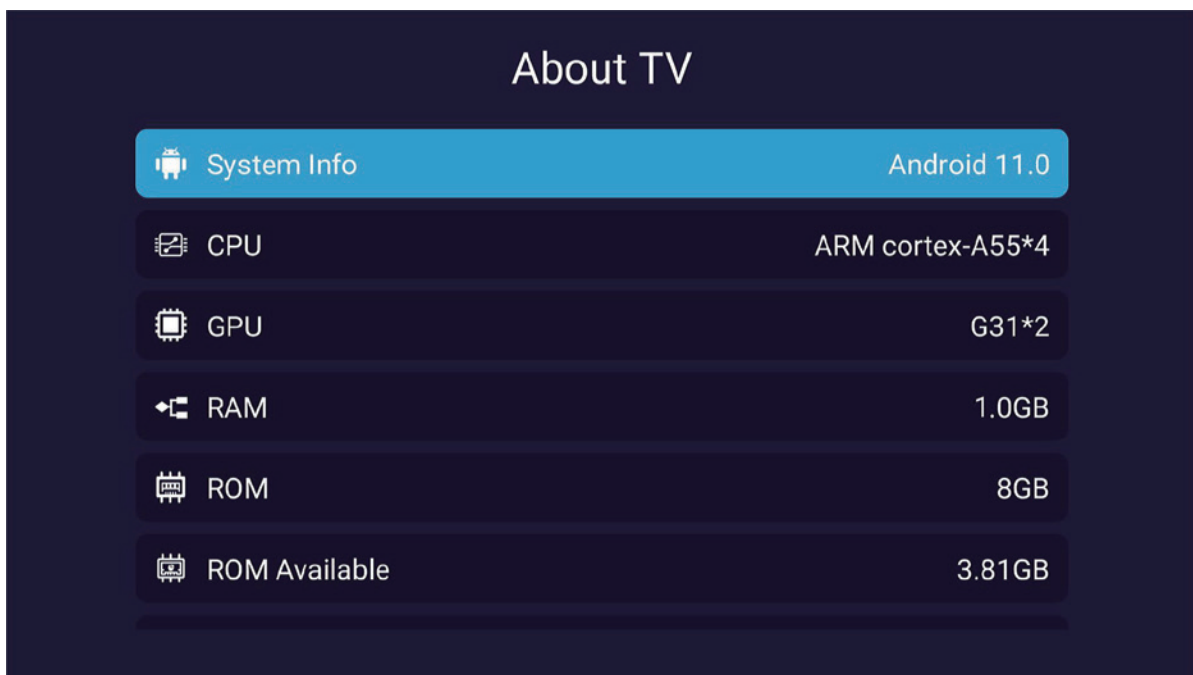 About TV
System Info Android 11.0
CPU ARM cortex-A55*4
GPU G31*2
RAM 1.0GB
ROM 8GB
ROM Available 3.81GB